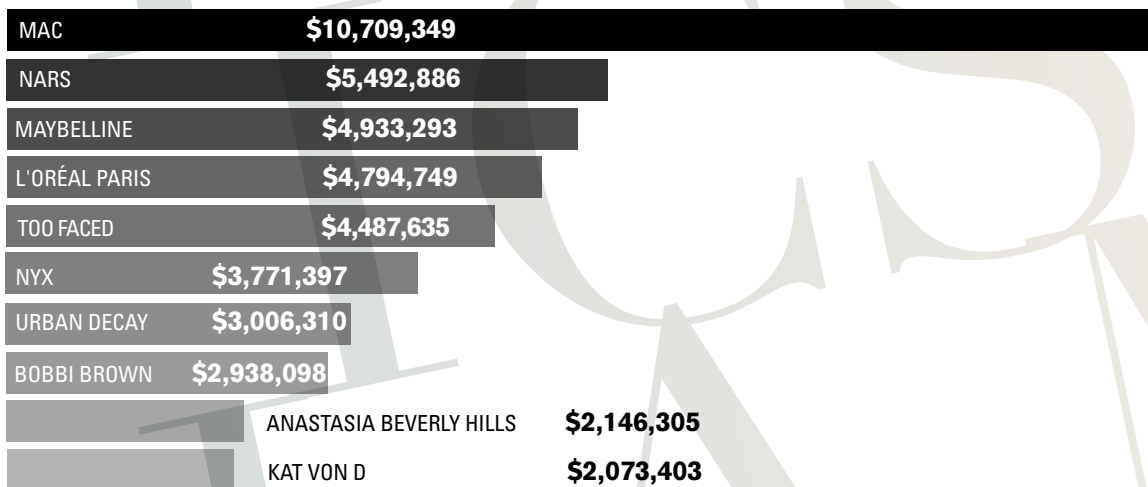 MAC $10,709,349
NARS $5,492,886
MAYBELLINE $4,933,293
L'ORÉAL PARIS $4,794,749
TOO FACED $4,487,635
NYX $3,771,397
URBAN DECAY $3,006,310
BOBBI BROWN $2,938,098
ANASTASIA BEVERLY HILLS $2,146,305
KAT VON D $2,073,403